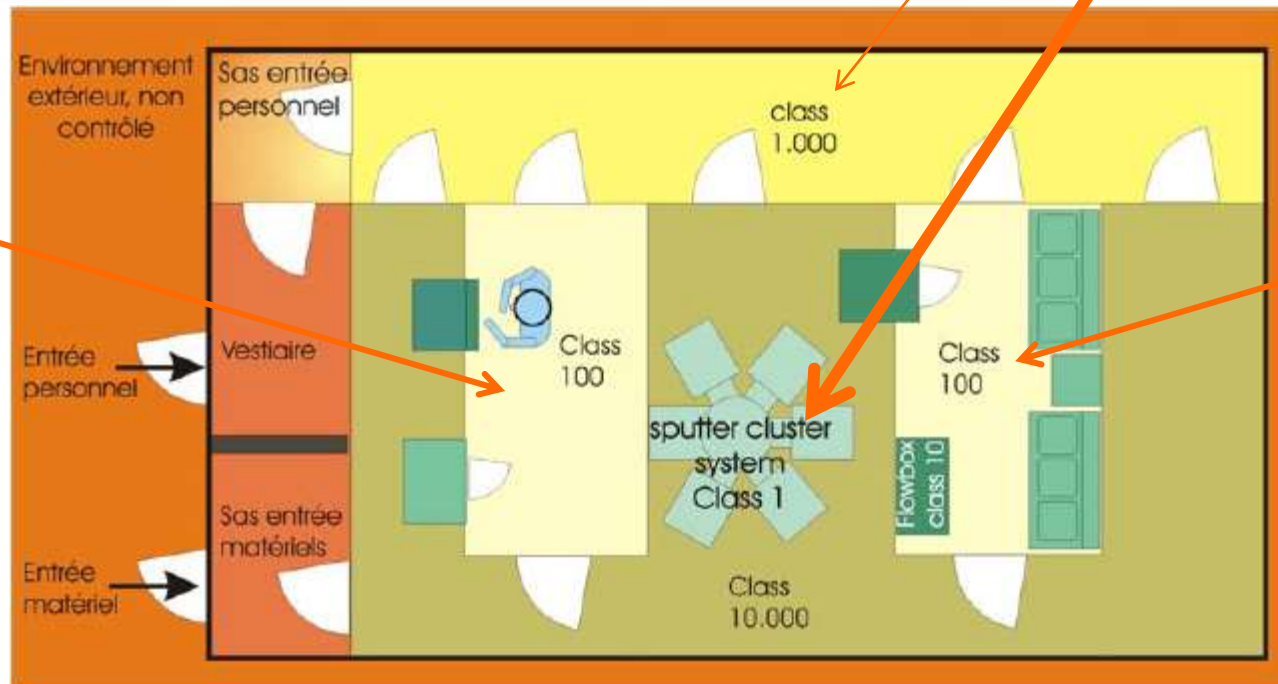 Environnement
extérieur, non
contrôlé
Sas entrée
personnel
class
1.000
Entrée
personnel
Vestiaire
Class
100
Class
100
sputter cluster
system
Class 1
Flowbox
class 10
Sas entrée
matériels
Entrée
matériel
Class
10.000